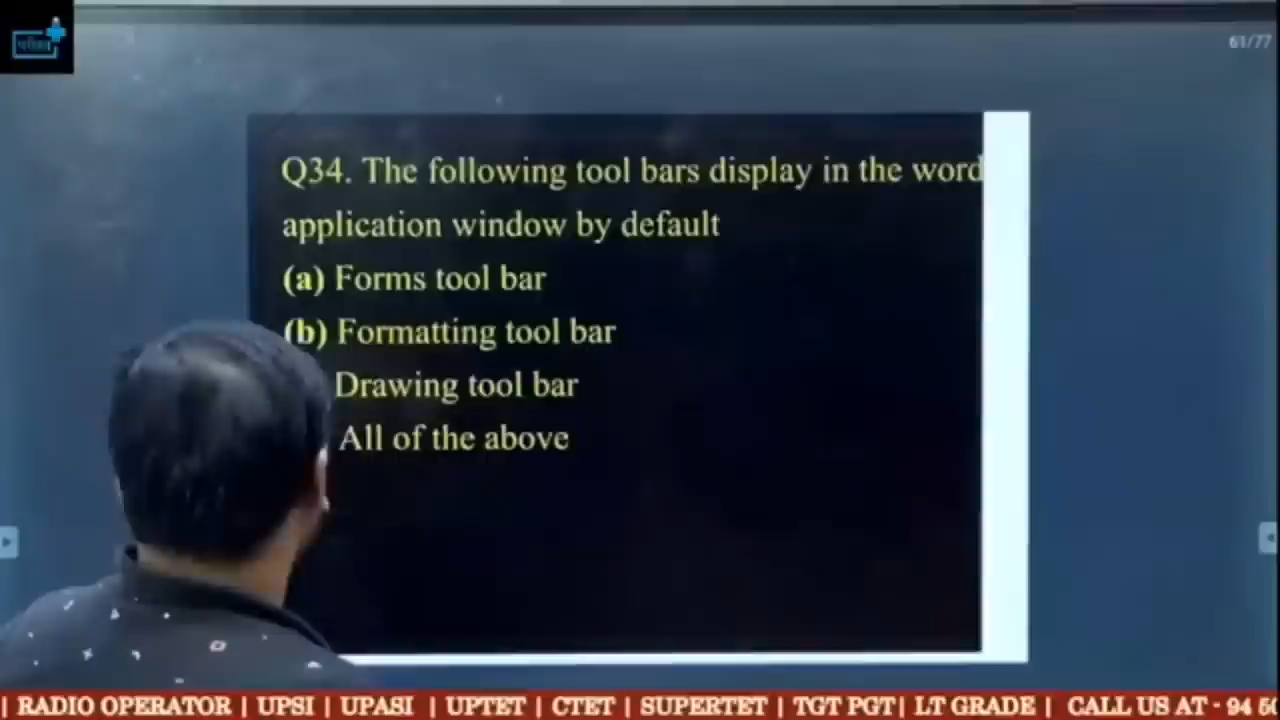 61/77
Q34. The following tool bars display in the word
application window by default
(a) Forms tool bar
(b) Formatting tool bar
Drawing tool bar
All of the above
| RADIO OPERATOR | UPSI | UPASI | UPTET | CTET | SUPERTET | TGT PGT| LT GRADE | CALL US AT - 94 50